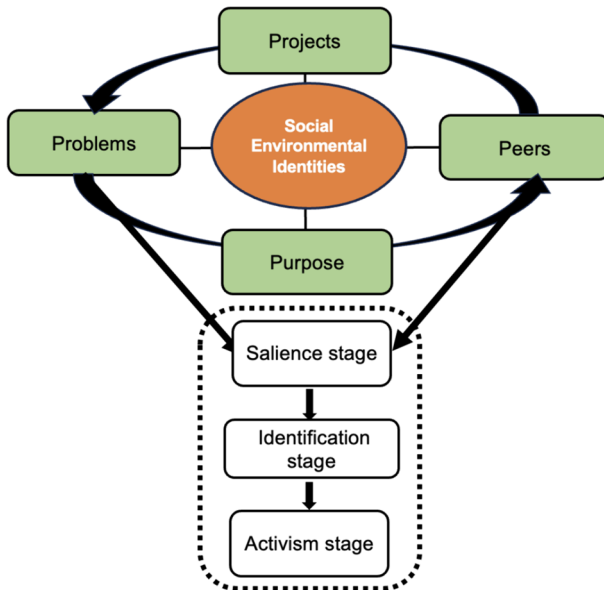 Projects
Problems
Social
Environmental
Identities
Peers
Purpose
Salience stage
Identification
stage
Activism stage